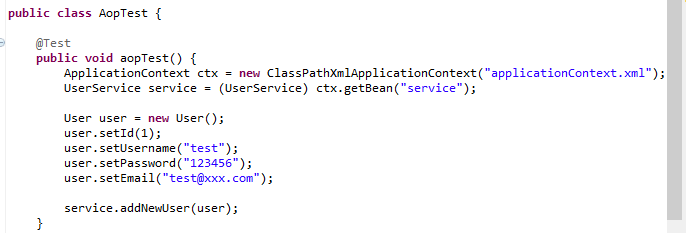 public class AopTest {
@Test
public void aopTest() {
ApplicationContext ctx = new ClassPathXmlApplicationContext("applicationContext.xml");
UserService service = (UserService) ctx.getBean("service");
User user = new User();
user.setId(1);
user.setUsername("test");
user.setPassword("123456");
user.setEmail("test@xxx.com");
service.addNewUser(user);
}